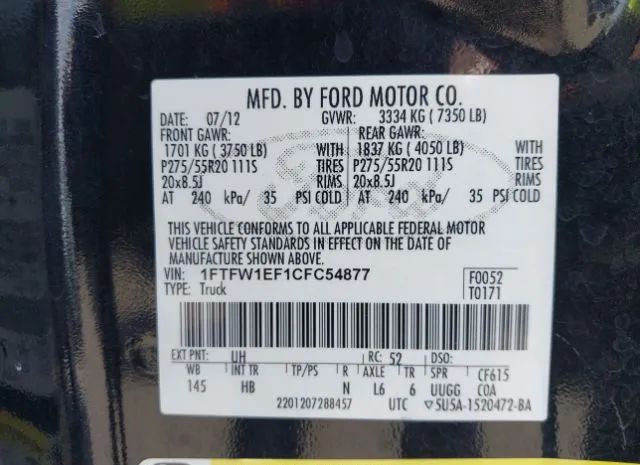 MFD. BY FORD MOTOR CO.
DATE: 07/12 GVWR: 3334 KG ( 7350 LB)
FRONT GAWR: REAR GAWR:
1701 KG ( 3750 LB) WITH 1837 KG ( 4050 LB) WITH
P275/55R20 111S TIRES P275/55R20 111S TIRES
20x8.5J RIMS 20x8.5J RIMS
AT 240 kPa/ 35 PSI COLD AT 240 kPa/ 35 PSI COLD
THIS VEHICLE CONFORMS TO ALL APPLICABLE FEDERAL MOTOR
VEHICLE SAFETY STANDARDS IN EFFECT ON THE DATE OF
MANUFACTURE SHOWN ABOVE.
VIN: 1FTFW1EF1CFC54877 F0052
TYPE: Truck T0171
EXT PNT: UH RC: 52 DSO:
WB INT TR TP/PS R AXLE TR SPR CF615
145 HB N L6 6 UUGG COA
2201207288457 UTC ▽5U5A-1520472-BA